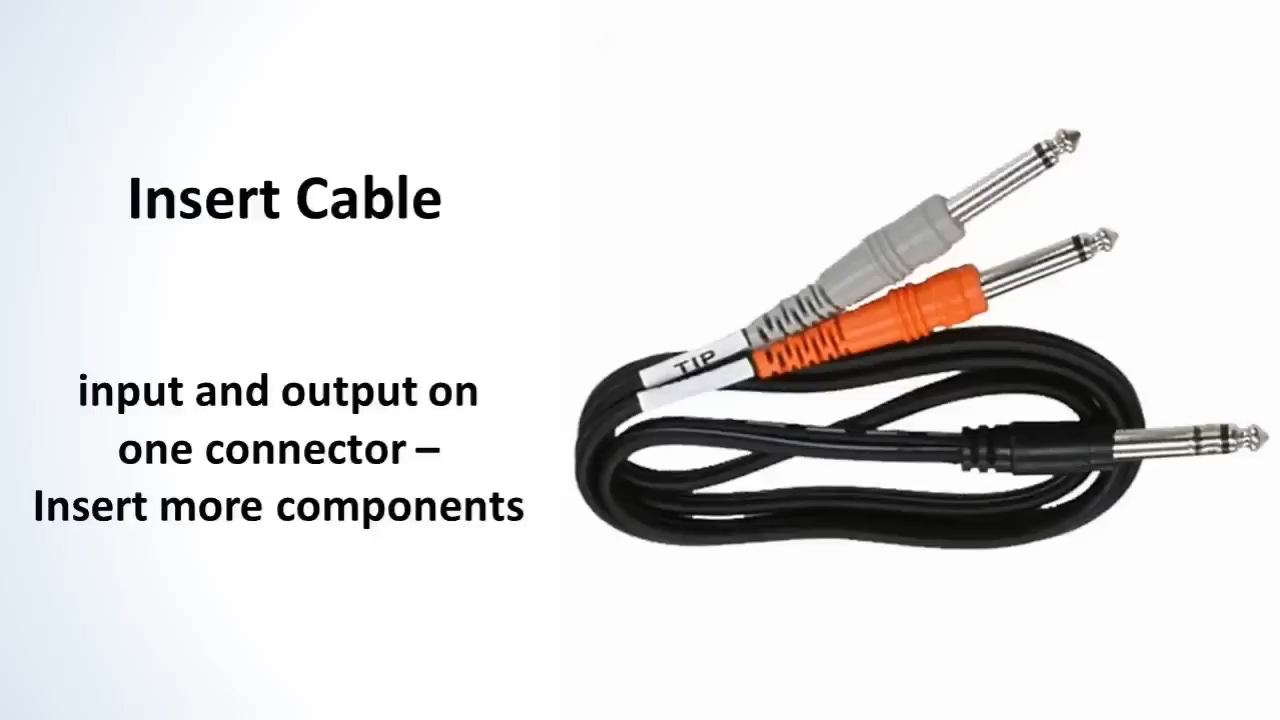 Insert Cable
input and output on
one connector –
Insert more components
TIP